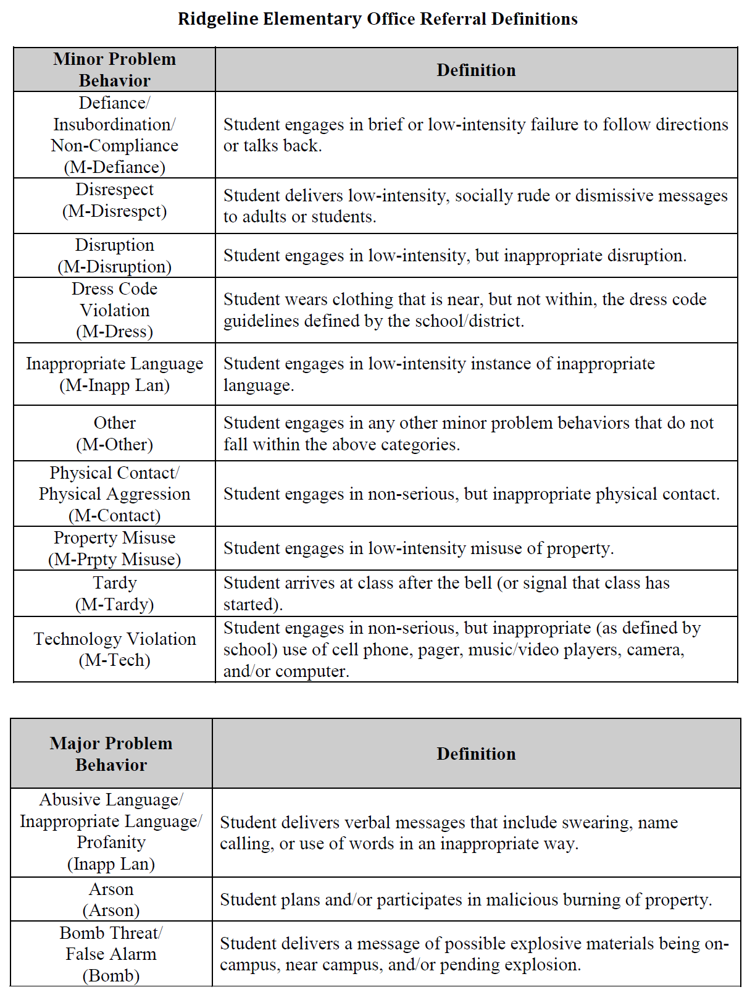 Ridgeline Elementary Office Referral Definitions
Minor Problem
Behavior
Definition
Defiance/
Insubordination/
Non-Compliance
(M-Defiance)
Student engages in brief or low-intensity failure to follow directions
or talks back.
Disrespect
(M-Disrespct)
Student delivers low-intensity, socially rude or dismissive messages
to adults or students.
Disruption
(M-Disruption)
Student engages in low-intensity, but inappropriate disruption.
Dress Code
Violation
(M-Dress)
Student wears clothing that is near, but not within, the dress code
guidelines defined by the school/district.
Inappropriate Language
(M-Inapp Lan)
Student engages in low-intensity instance of inappropriate
language.
Other
(M-Other)
Student engages in any other minor problem behaviors that do not
fall within the above categories.
Physical Contact/
Physical Aggression
(M-Contact)
Student engages in non-serious, but inappropriate physical contact.
Property Misuse
(M-Prpty Misuse)
Student engages in low-intensity misuse of property.
Tardy
(M-Tardy)
Student arrives at class after the bell (or signal that class has
started).
Technology Violation
(M-Tech)
Student engages in non-serious, but inappropriate (as defined by
school) use of cell phone, pager, music/video players, camera,
and/or computer.
Major Problem
Behavior
Definition
Abusive Language/
Inappropriate Language/
Profanity
(Inapp Lan)
Student delivers verbal messages that include swearing, name
calling, or use of words in an inappropriate way.
Arson
(Arson)
Student plans and/or participates in malicious burning of property.
Bomb Threat/
False Alarm
(Bomb)
Student delivers a message of possible explosive materials being on-
campus, near campus, and/or pending explosion.